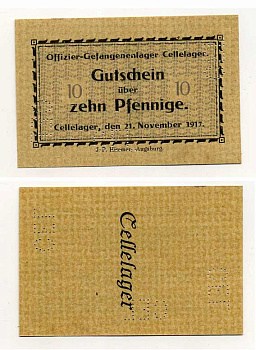 Offizier-Gefangenenlager Cellelager.
Gutschein
über
10 10
zehn Pfennige.
Cellelager, den 21. November 1917.
J. P. Himmer, Augsburg.
Cellelager